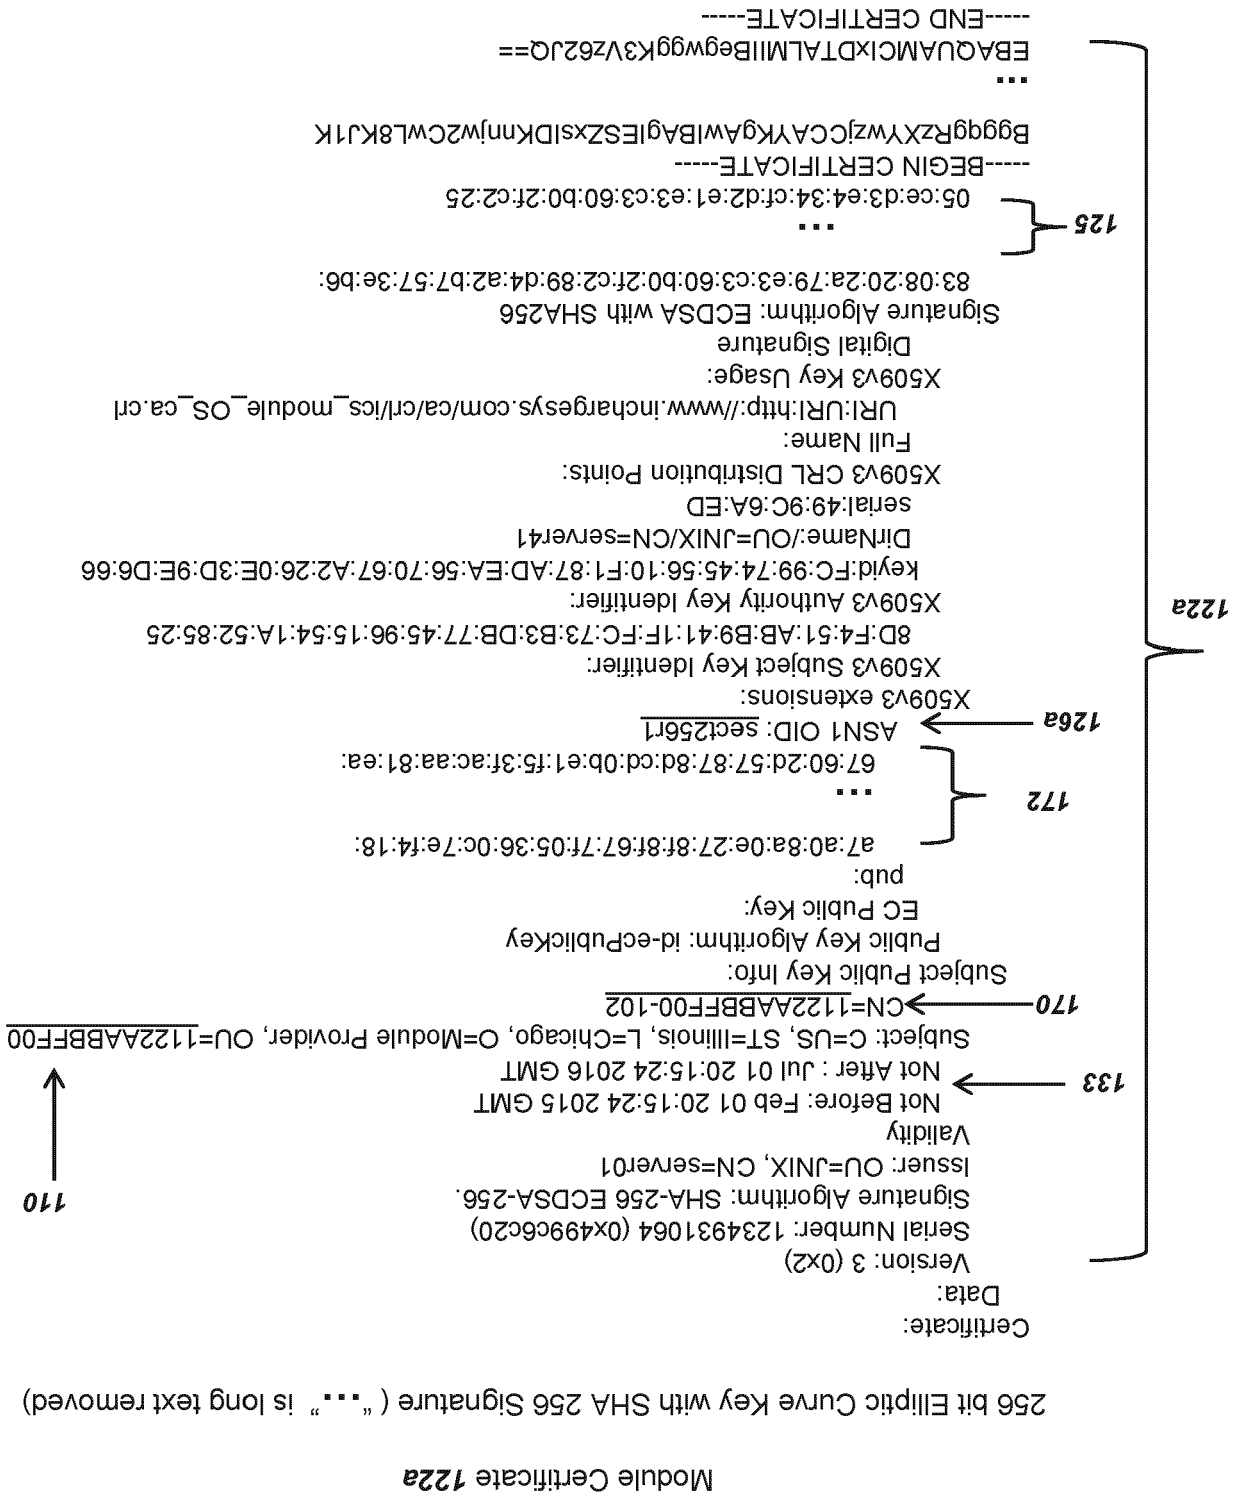 Module Certificate 122a
256 bit Elliptic Curve Key with SHA 256 Signature ( "..." is long text removed)
Certificate:
Data:
Version: 3 (0x2)
Serial Number: 1234931064 (0x499c6c20)
Signature Algorithm: SHA-256 ECDSA-256.
110
Issuer: OU=JNIX, CN=server01
Validity
Not Before: Feb 01 20:15:24 2015 GMT
133
Not After : Jul 01 20:15:24 2016 GMT
Subject: C=US, ST=Illinois, L=Chicago, O=Module Provider, OU=1122AABBFF00
170
CN=1122AABBFF00-102
Subject Public Key Info:
Public Key Algorithm: id-ecPublicKey
EC Public Key:
pub:
a7:a0:8a:0e:27:8f:8f:67:7f:05:36:0c:7e:f4:18:
172
...
67:60:2d:57:87:8d:cd:0b:e1:f5:3f:ac:aa:81:ea:
126a
ASN1 OID: sect256r1
X509v3 extensions:
X509v3 Subject Key Identifier:
122a
8D:F4:51:AB:B9:41:1F:FC:73:B3:DB:77:45:96:15:54:1A:52:85:25
X509v3 Authority Key Identifier:
keyid:FC:99:74:45:56:10:F1:87:AD:EA:56:70:67:A2:26:0E:3D:9E:D6:66
DirName:/OU=JNIX/CN=server41
serial:49:9C:6A:ED
X509v3 CRL Distribution Points:
Full Name:
URI:URI:http://www.inchargesys.com/ca/crl/ics_module_OS_ca.crl
X509v3 Key Usage:
Digital Signature
Signature Algorithm: ECDSA with SHA256
83:08:20:2a:79:e3:c3:60:b0:2f:c2:89:d4:a2:b7:57:3e:b6:
125
...
05:ce:d3:e4:34:cf:d2:e1:e3:c3:60:b0:2f:c2:25
-----BEGIN CERTIFICATE-----
BggqgRzXYwzjCCAYKgAwIBAgIESZxsIDKnnjw2CwL8KJ1K
...
EBAQUAMCIxDTALMIIBegwggK3Vz62JQ==
-----END CERTIFICATE-----